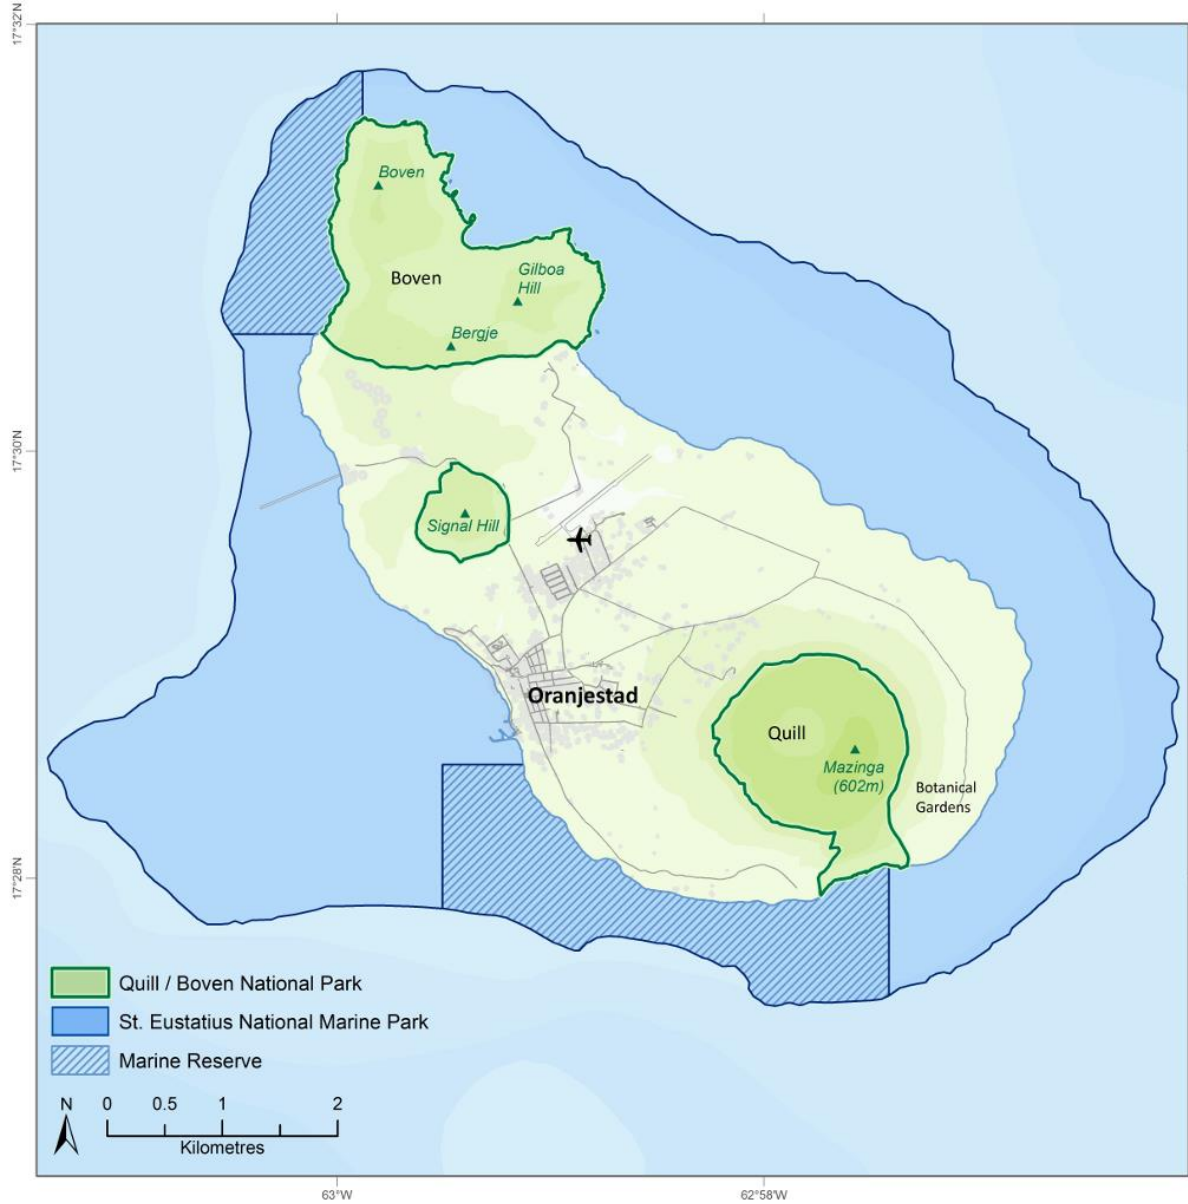 17°32'N
Boven
Gilboa
Hill
Boven
Bergje
17°30'N
Signal Hill
Oranjestad
Quill
Mazinga
(602m)
Botanical
Gardens
17°28'N
Quill / Boven National Park
St. Eustatius National Marine Park
Marine Reserve
N
0 0.5 1 2
Kilometres
63°W
62°58'W